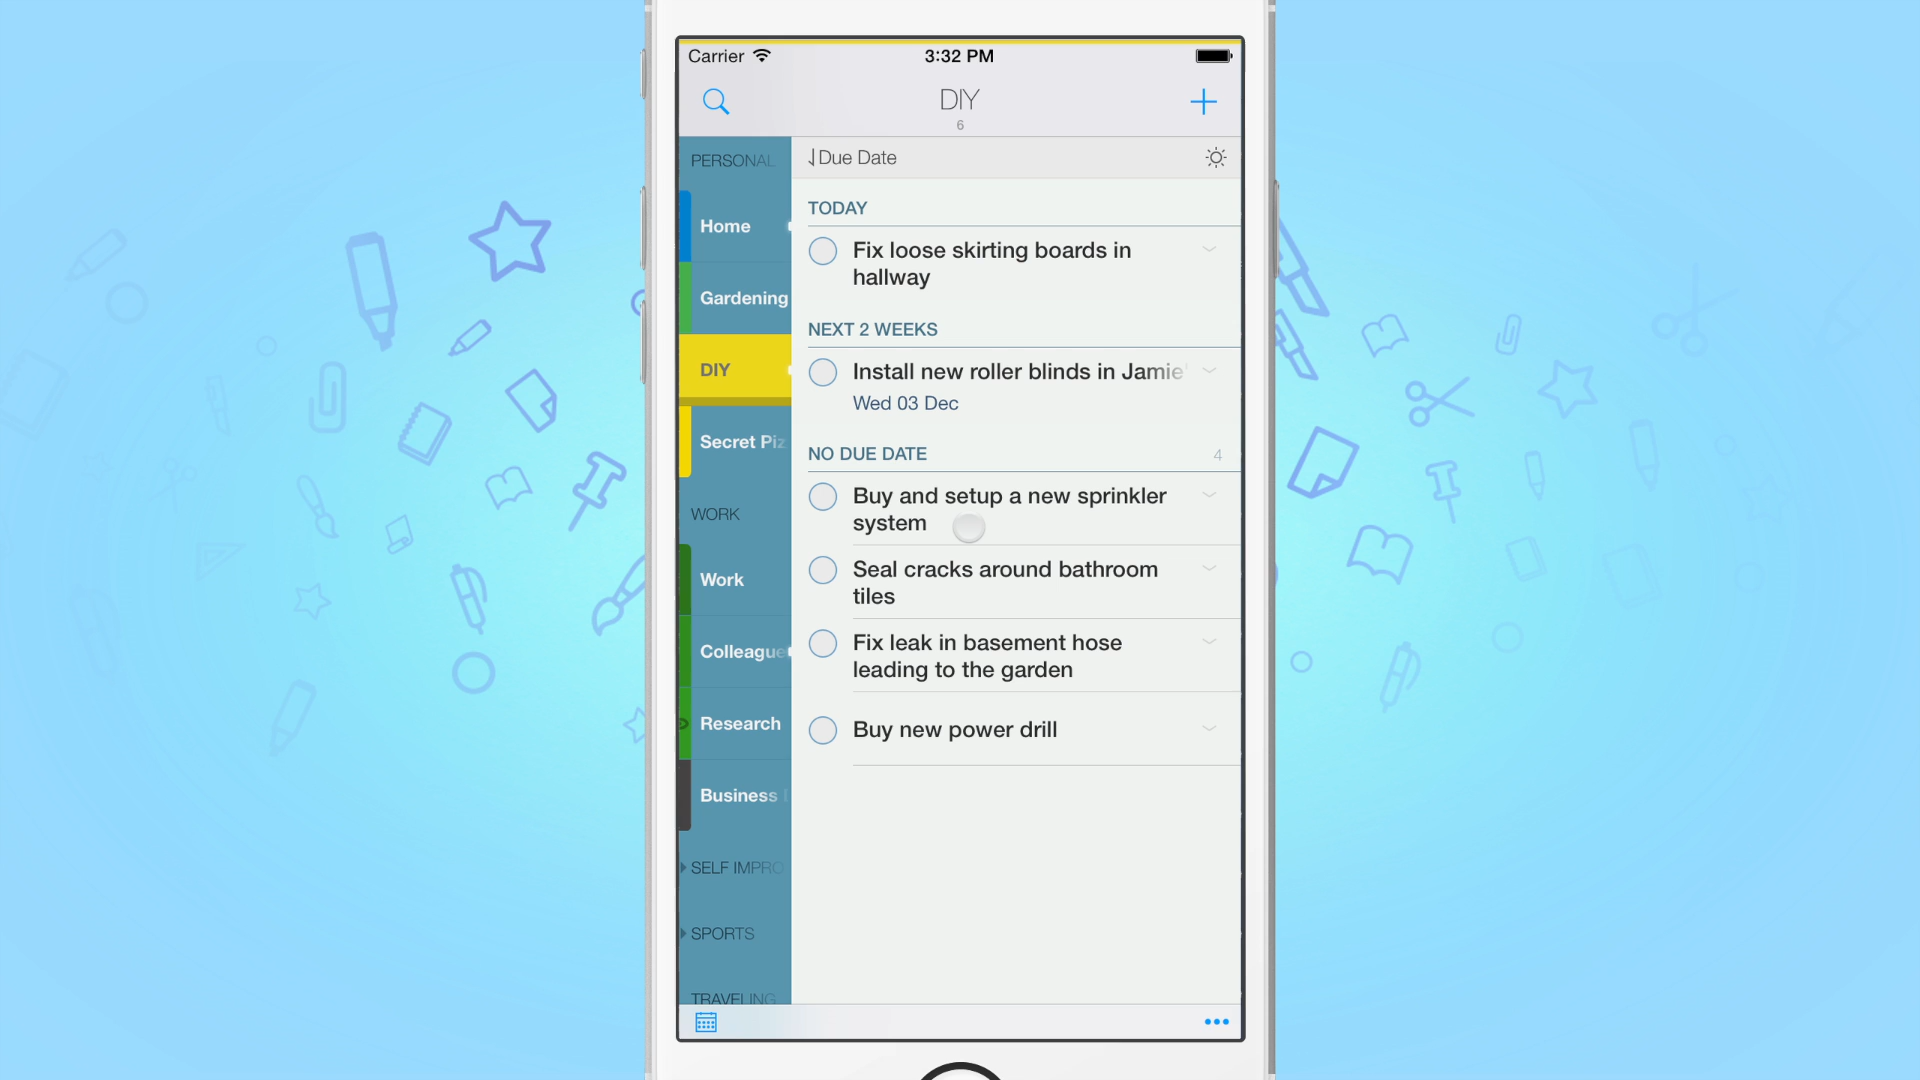 Carrier
3:32 PM
DIY
6
PERSONAL
Home
Gardening
DIY
Secret Piz
WORK
Work
Colleague
Research
Business
SELF IMPRO
SPORTS
TRAVELING
Due Date
TODAY
Fix loose skirting boards in
hallway
NEXT 2 WEEKS
Install new roller blinds in Jamie'
Wed 03 Dec
NO DUE DATE 4
Buy and setup a new sprinkler
system
Seal cracks around bathroom
tiles
Fix leak in basement hose
leading to the garden
Buy new power drill